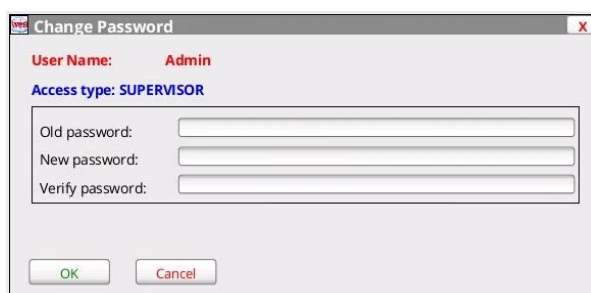 Change Password
X
User Name: Admin
Access type: SUPERVISOR
Old password:
New password:
Verify password:
OK Cancel